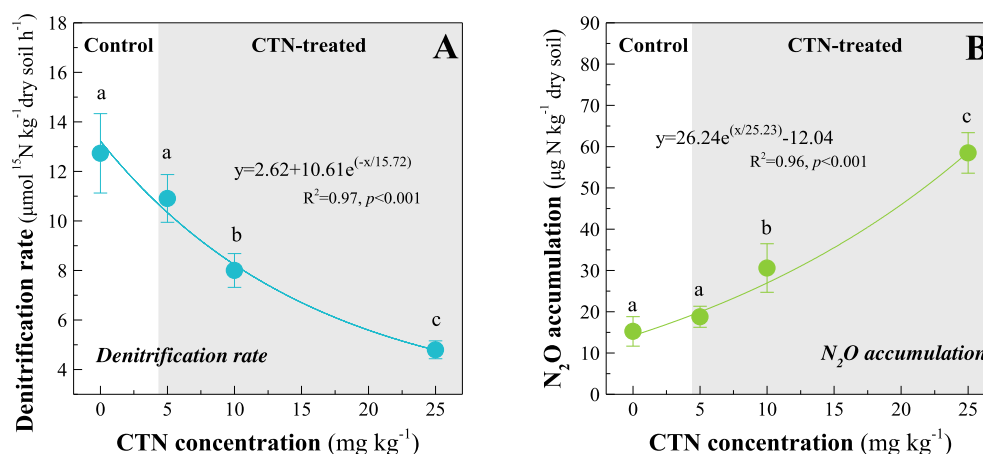 Denitrification rate (μmol ¹⁵N kg⁻¹dry soil h⁻¹)
18
16
14
12
10
8
6
4
Control
CTN-treated
A
a
a
b
c
y=2.62+10.61e^(-x/15.72)
R²=0.97, p<0.001
Denitrification rate
0 5 10 15 20 25
CTN concentration (mg kg⁻¹)
N₂O accumulation (μg N kg⁻¹dry soil)
90
80
70
60
50
40
30
20
10
0
Control
CTN-treated
B
a
a
b
c
y=26.24e^(x/25.23)-12.04
R²=0.96, p<0.001
N₂O accumulation
0 5 10 15 20 25
CTN concentration (mg kg⁻¹)